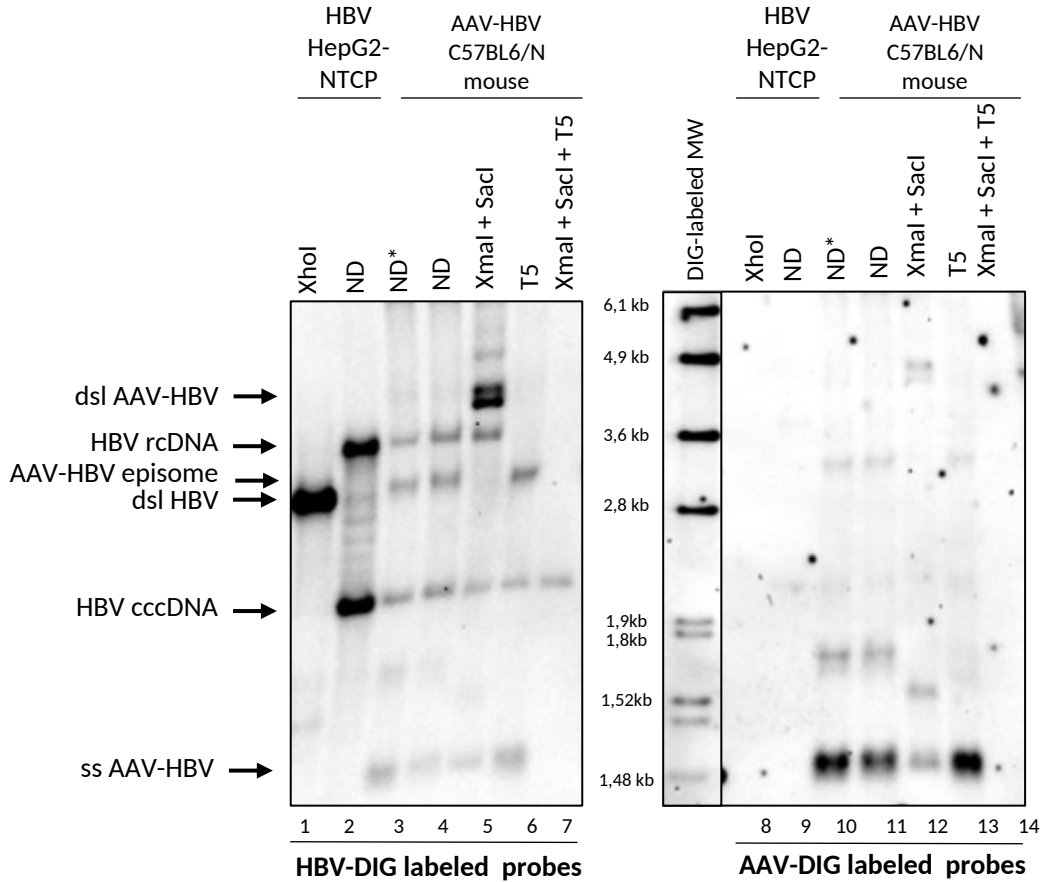 HBV
HepG2-
NTCP
AAV-HBV
C57BL6/N
mouse
HBV
HepG2-
NTCP
AAV-HBV
C57BL6/N
mouse
XhoI
ND
ND*
ND
XmaI + SacI
T5
XmaI + SacI + T5
DIG-labeled MW
XhoI
ND
ND*
ND
XmaI + SacI
T5
XmaI + SacI + T5
dsl AAV-HBV
HBV rcDNA
AAV-HBV episome
dsl HBV
HBV cccDNA
ss AAV-HBV
6,1 kb
4,9 kb
3,6 kb
2,8 kb
1,9kb
1,8kb
1,52kb
1,48 kb
1 2 3 4 5 6 7
8 9 10 11 12 13 14
HBV-DIG labeled probes
AAV-DIG labeled probes